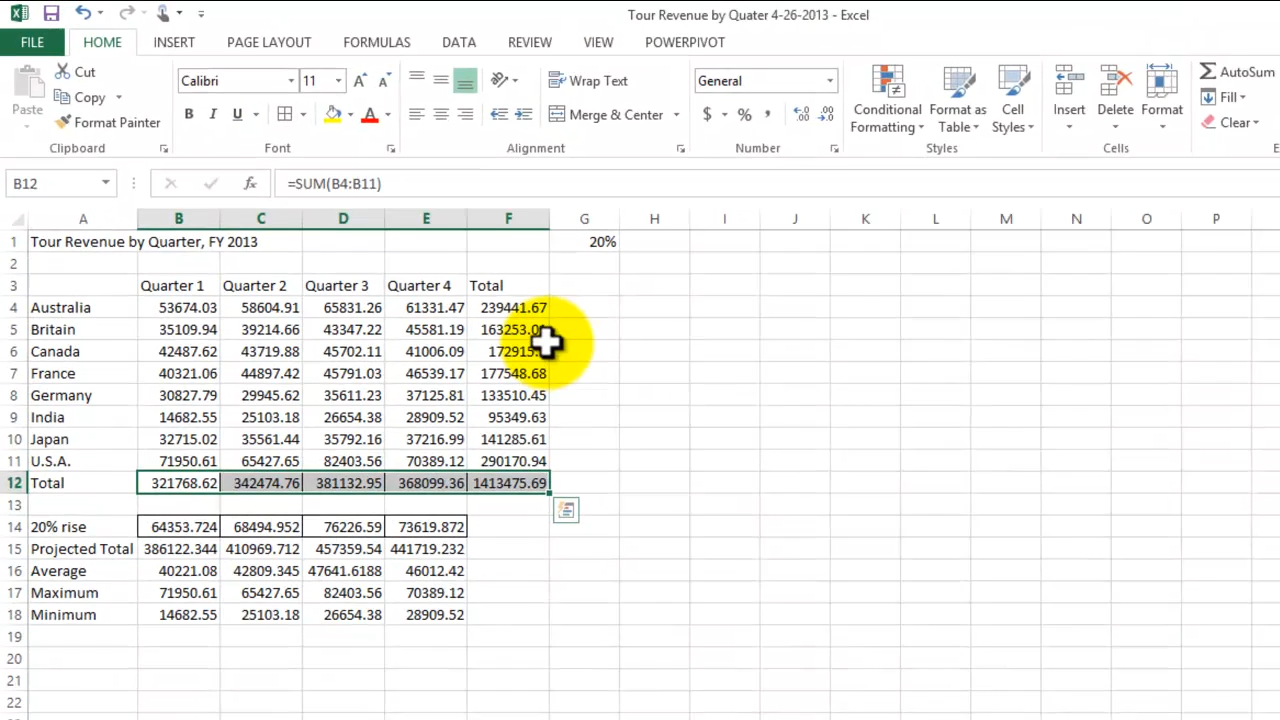 Tour Revenue by Quater 4-26-2013 - Excel
FILE HOME INSERT PAGE LAYOUT FORMULAS DATA REVIEW VIEW POWERPIVOT
Paste
Cut
Copy
Format Painter
Clipboard
Calibri 11
B I U A
Font
Wrap Text
Merge & Center
Alignment
General
$ % ,
Number
Conditional Formatting
Format as Table
Cell Styles
Styles
Insert
Delete
Format
Cells
AutoSum
Fill
Clear
B12 fx =SUM(B4:B11)
A B C D E F G H I J K L M N O P
1 Tour Revenue by Quarter, FY 2013 20%
2
3 Quarter 1 Quarter 2 Quarter 3 Quarter 4 Total
4 Australia 53674.03 58604.91 65831.26 61331.47 239441.67
5 Britain 35109.94 39214.66 43347.22 45581.19
6 Canada 42487.62 43719.88 45702.11 41006.09
7 France 40321.06 44897.42 45791.03 46539.17 177548.68
8 Germany 30827.79 29945.62 35611.23 37125.81 133510.45
9 India 14682.55 25103.18 26654.38 28909.52 95349.63
10 Japan 32715.02 35561.44 35792.16 37216.99 141285.61
11 U.S.A. 71950.61 65427.65 82403.56 70389.12 290170.94
12 Total 321768.62 342474.76 381132.95 368099.36 1413475.69
13
14 20% rise 64353.724 68494.952 76226.59 73619.872
15 Projected Total 386122.344 410969.712 457359.54 441719.232
16 Average 40221.08 42809.345 47641.6188 46012.42
17 Maximum 71950.61 65427.65 82403.56 70389.12
18 Minimum 14682.55 25103.18 26654.38 28909.52
19
20
21
22